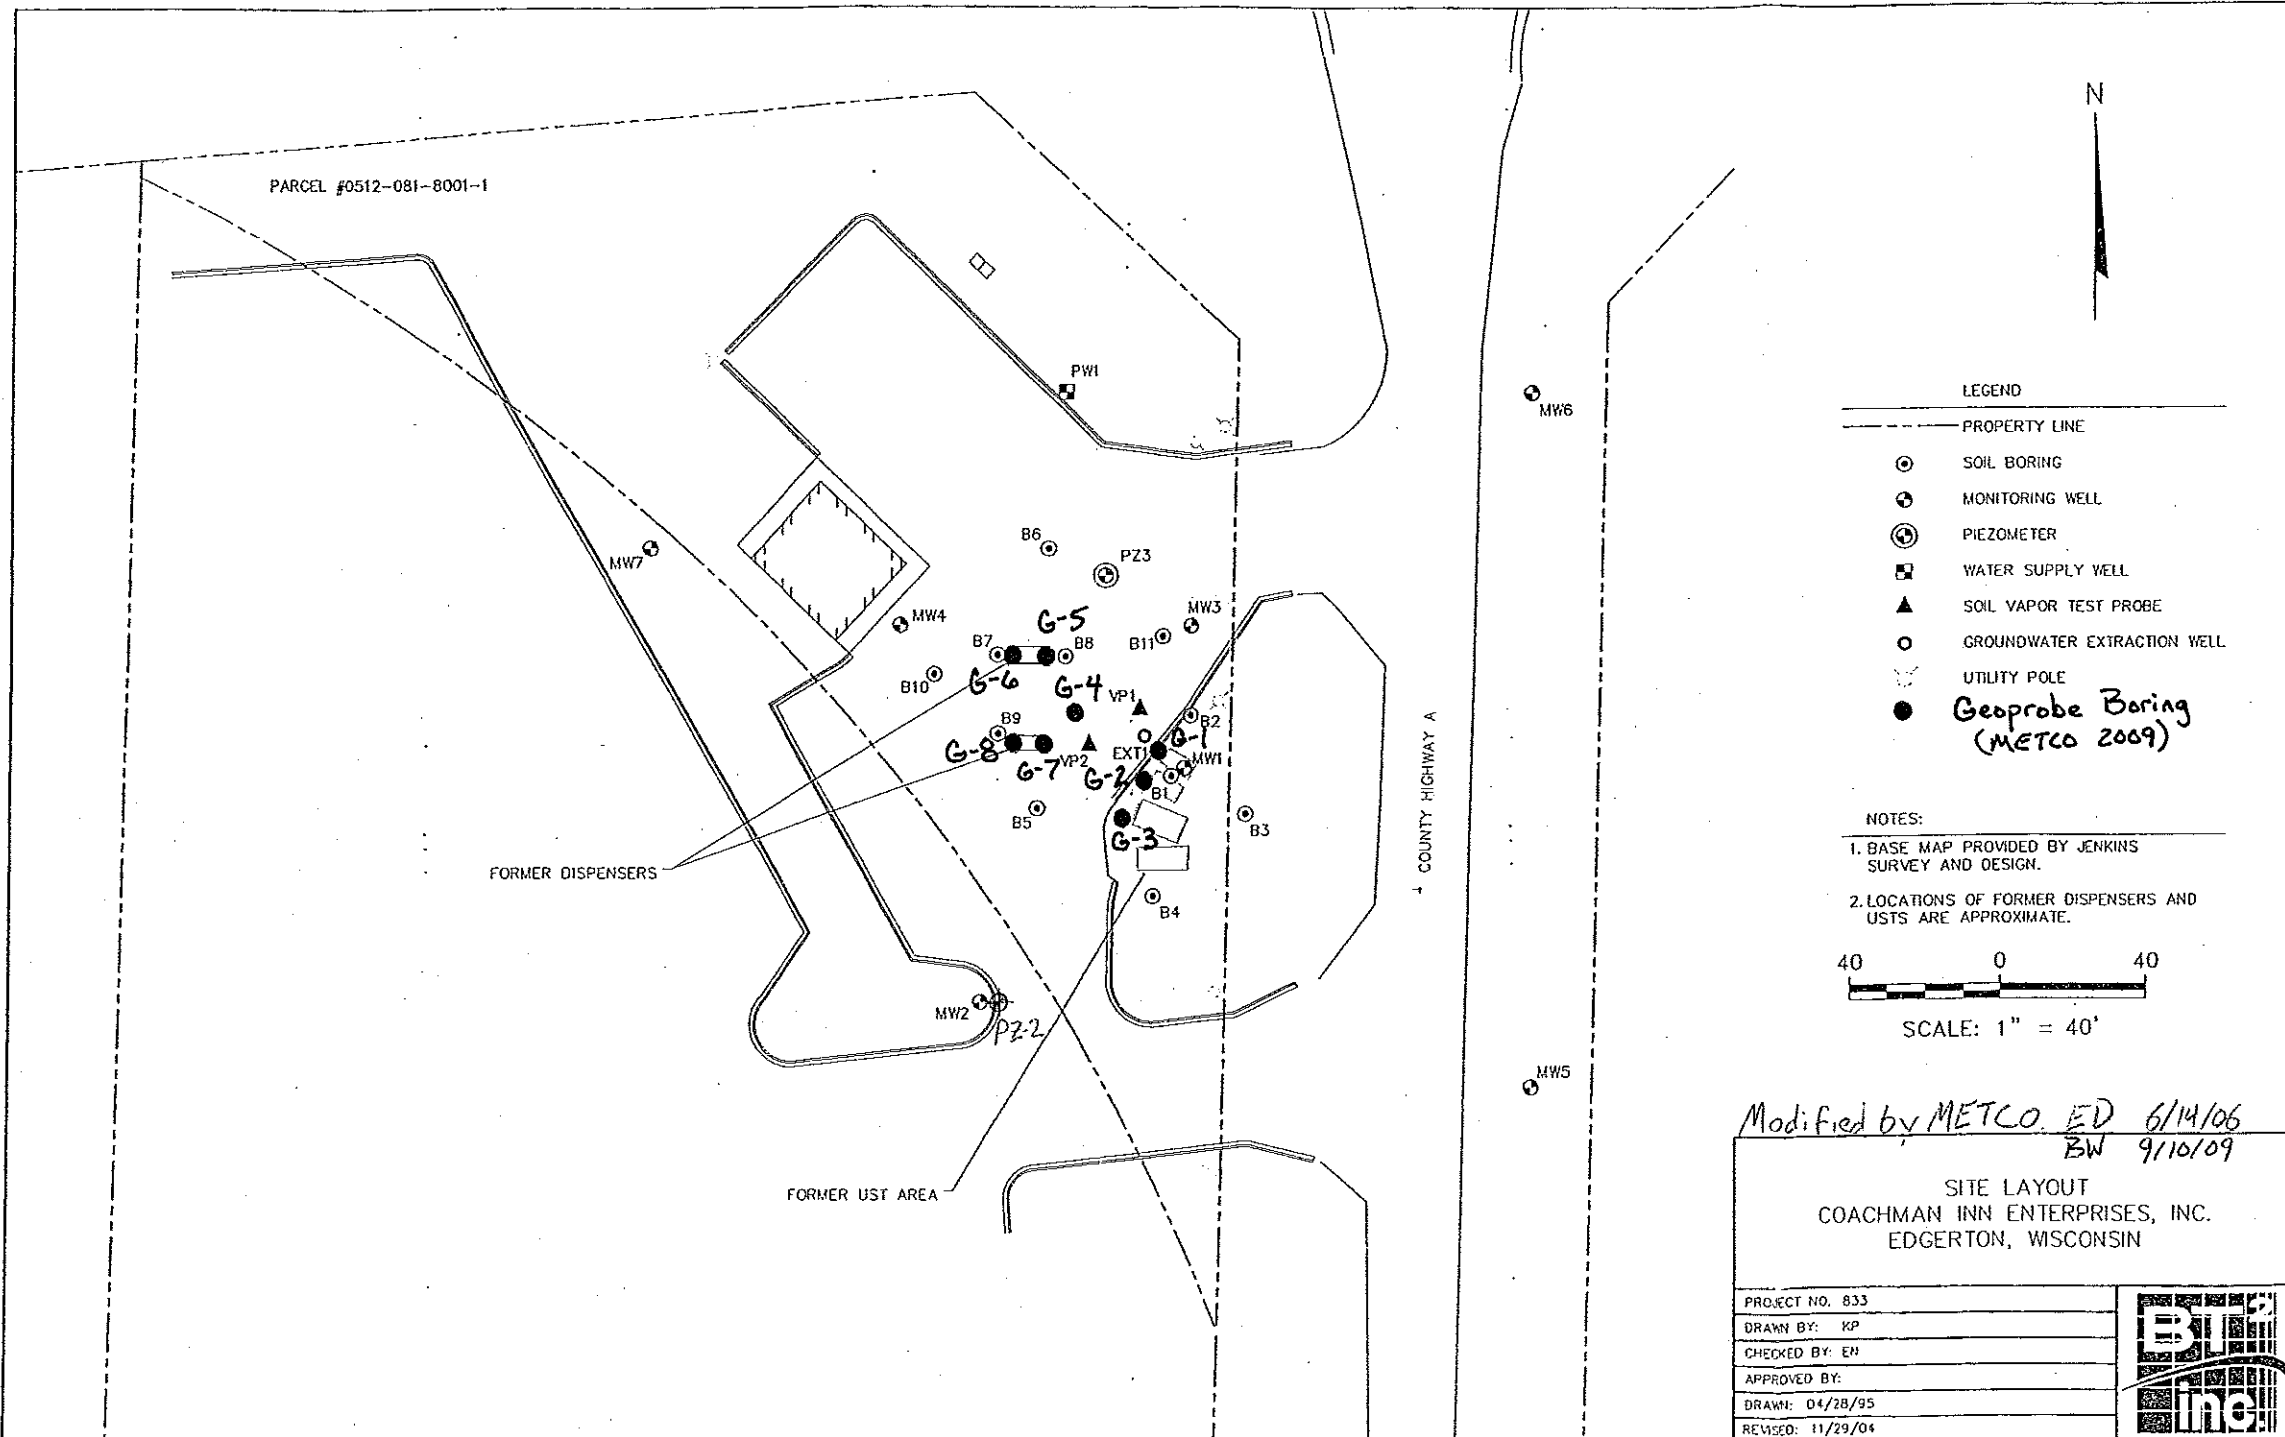 N
PARCEL #0512-081-8001-1
PW1
MW6
LEGEND
PROPERTY LINE
SOIL BORING
MONITORING WELL
PIEZOMETER
WATER SUPPLY WELL
SOIL VAPOR TEST PROBE
GROUNDWATER EXTRACTION WELL
UTILITY POLE
Geoprobe Boring
(METCO 2009)
B6
PZ3
MW7
MW4
G-5
MW3
B7
B8
B11
B10
G-6
G-4
VP1
B2
B9
G-8
G-7
VP2
EXT1
G-1
G-2
MW1
B1
B5
G-3
B3
COUNTY HIGHWAY A
FORMER DISPENSERS
B4
NOTES:
1. BASE MAP PROVIDED BY JENKINS
SURVEY AND DESIGN.
2. LOCATIONS OF FORMER DISPENSERS AND
USTS ARE APPROXIMATE.
40 0 40
SCALE: 1" = 40'
MW2
PZ-2
MW5
FORMER UST AREA
Modified by METCO. ED 6/14/06
BW 9/10/09
SITE LAYOUT
COACHMAN INN ENTERPRISES, INC.
EDGERTON, WISCONSIN
PROJECT NO. 833
DRAWN BY: KP
CHECKED BY: EN
APPROVED BY:
DRAWN: 04/28/95
REVISED: 11/29/04
BT²
inc.